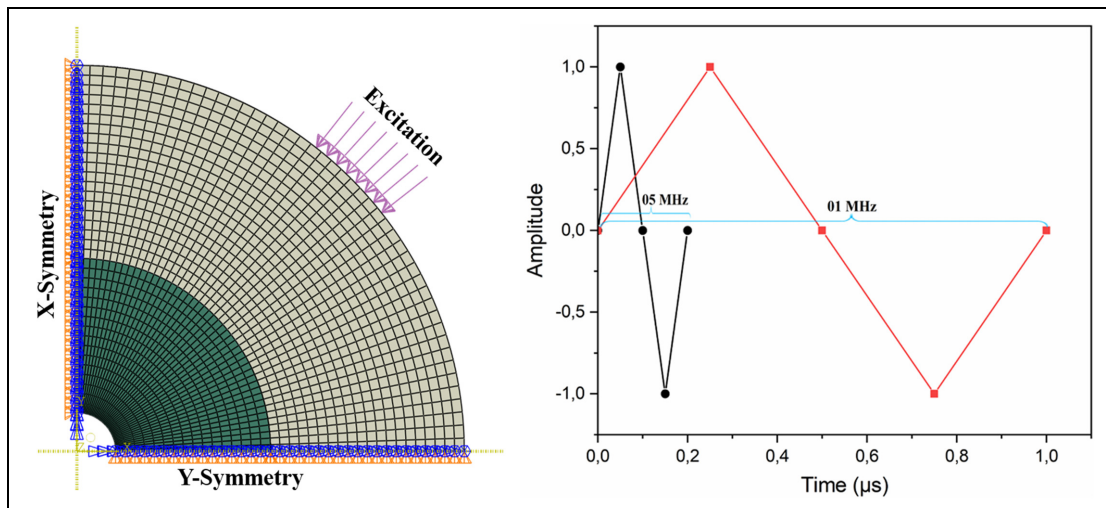 X-Symmetry
Excitation
Y-Symmetry
Amplitude
1,0
0,5
0,0
-0,5
-1,0
05 MHz
01 MHz
0,0 0,2 0,4 0,6 0,8 1,0
Time (µs)